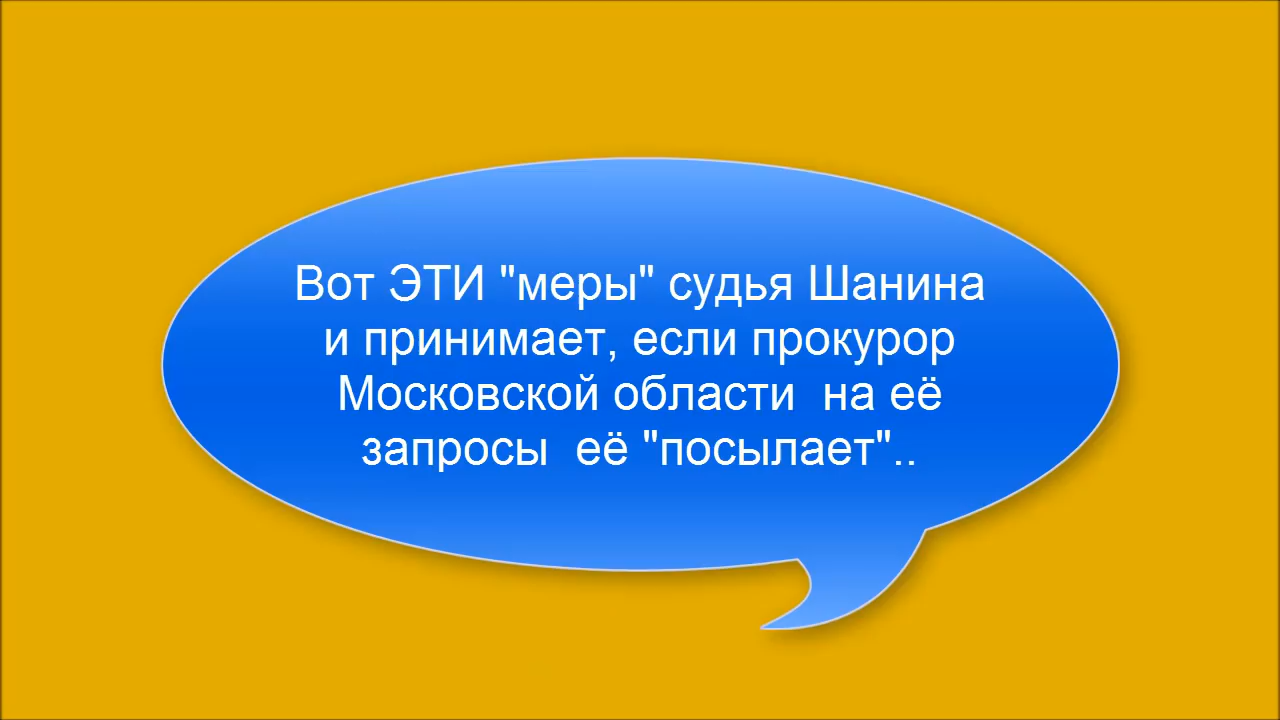 Вот ЭТИ "меры" судья Шанина
и принимает, если прокурор
Московской области  на её
запросы  её "посылает"..